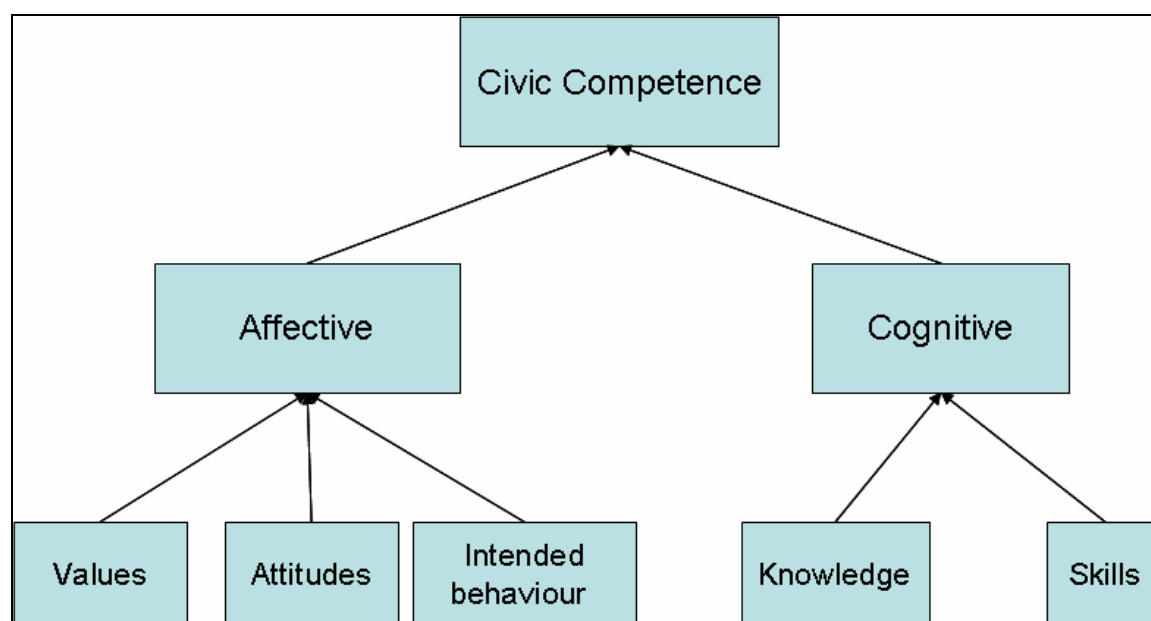 Civic Competence
Affective
Cognitive
Values
Attitudes
Intended
behaviour
Knowledge
Skills